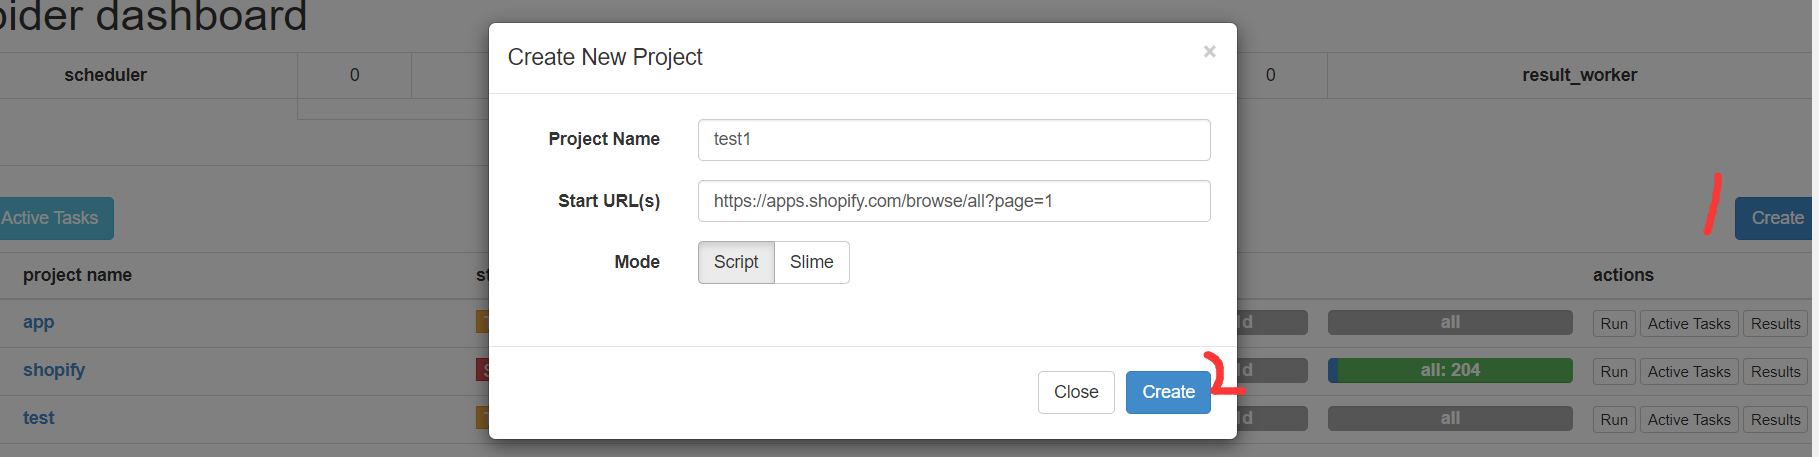 ider dashboard
Create New Project ×
scheduler 0 0 result_worker
Project Name test1
Start URL(s) https://apps.shopify.com/browse/all?page=1
Active Tasks 1 Create
Mode Script Slime
project name actions
app all Run Active Tasks Results
shopify all: 204 Run Active Tasks Results
Close Create 2
test all Run Active Tasks Results